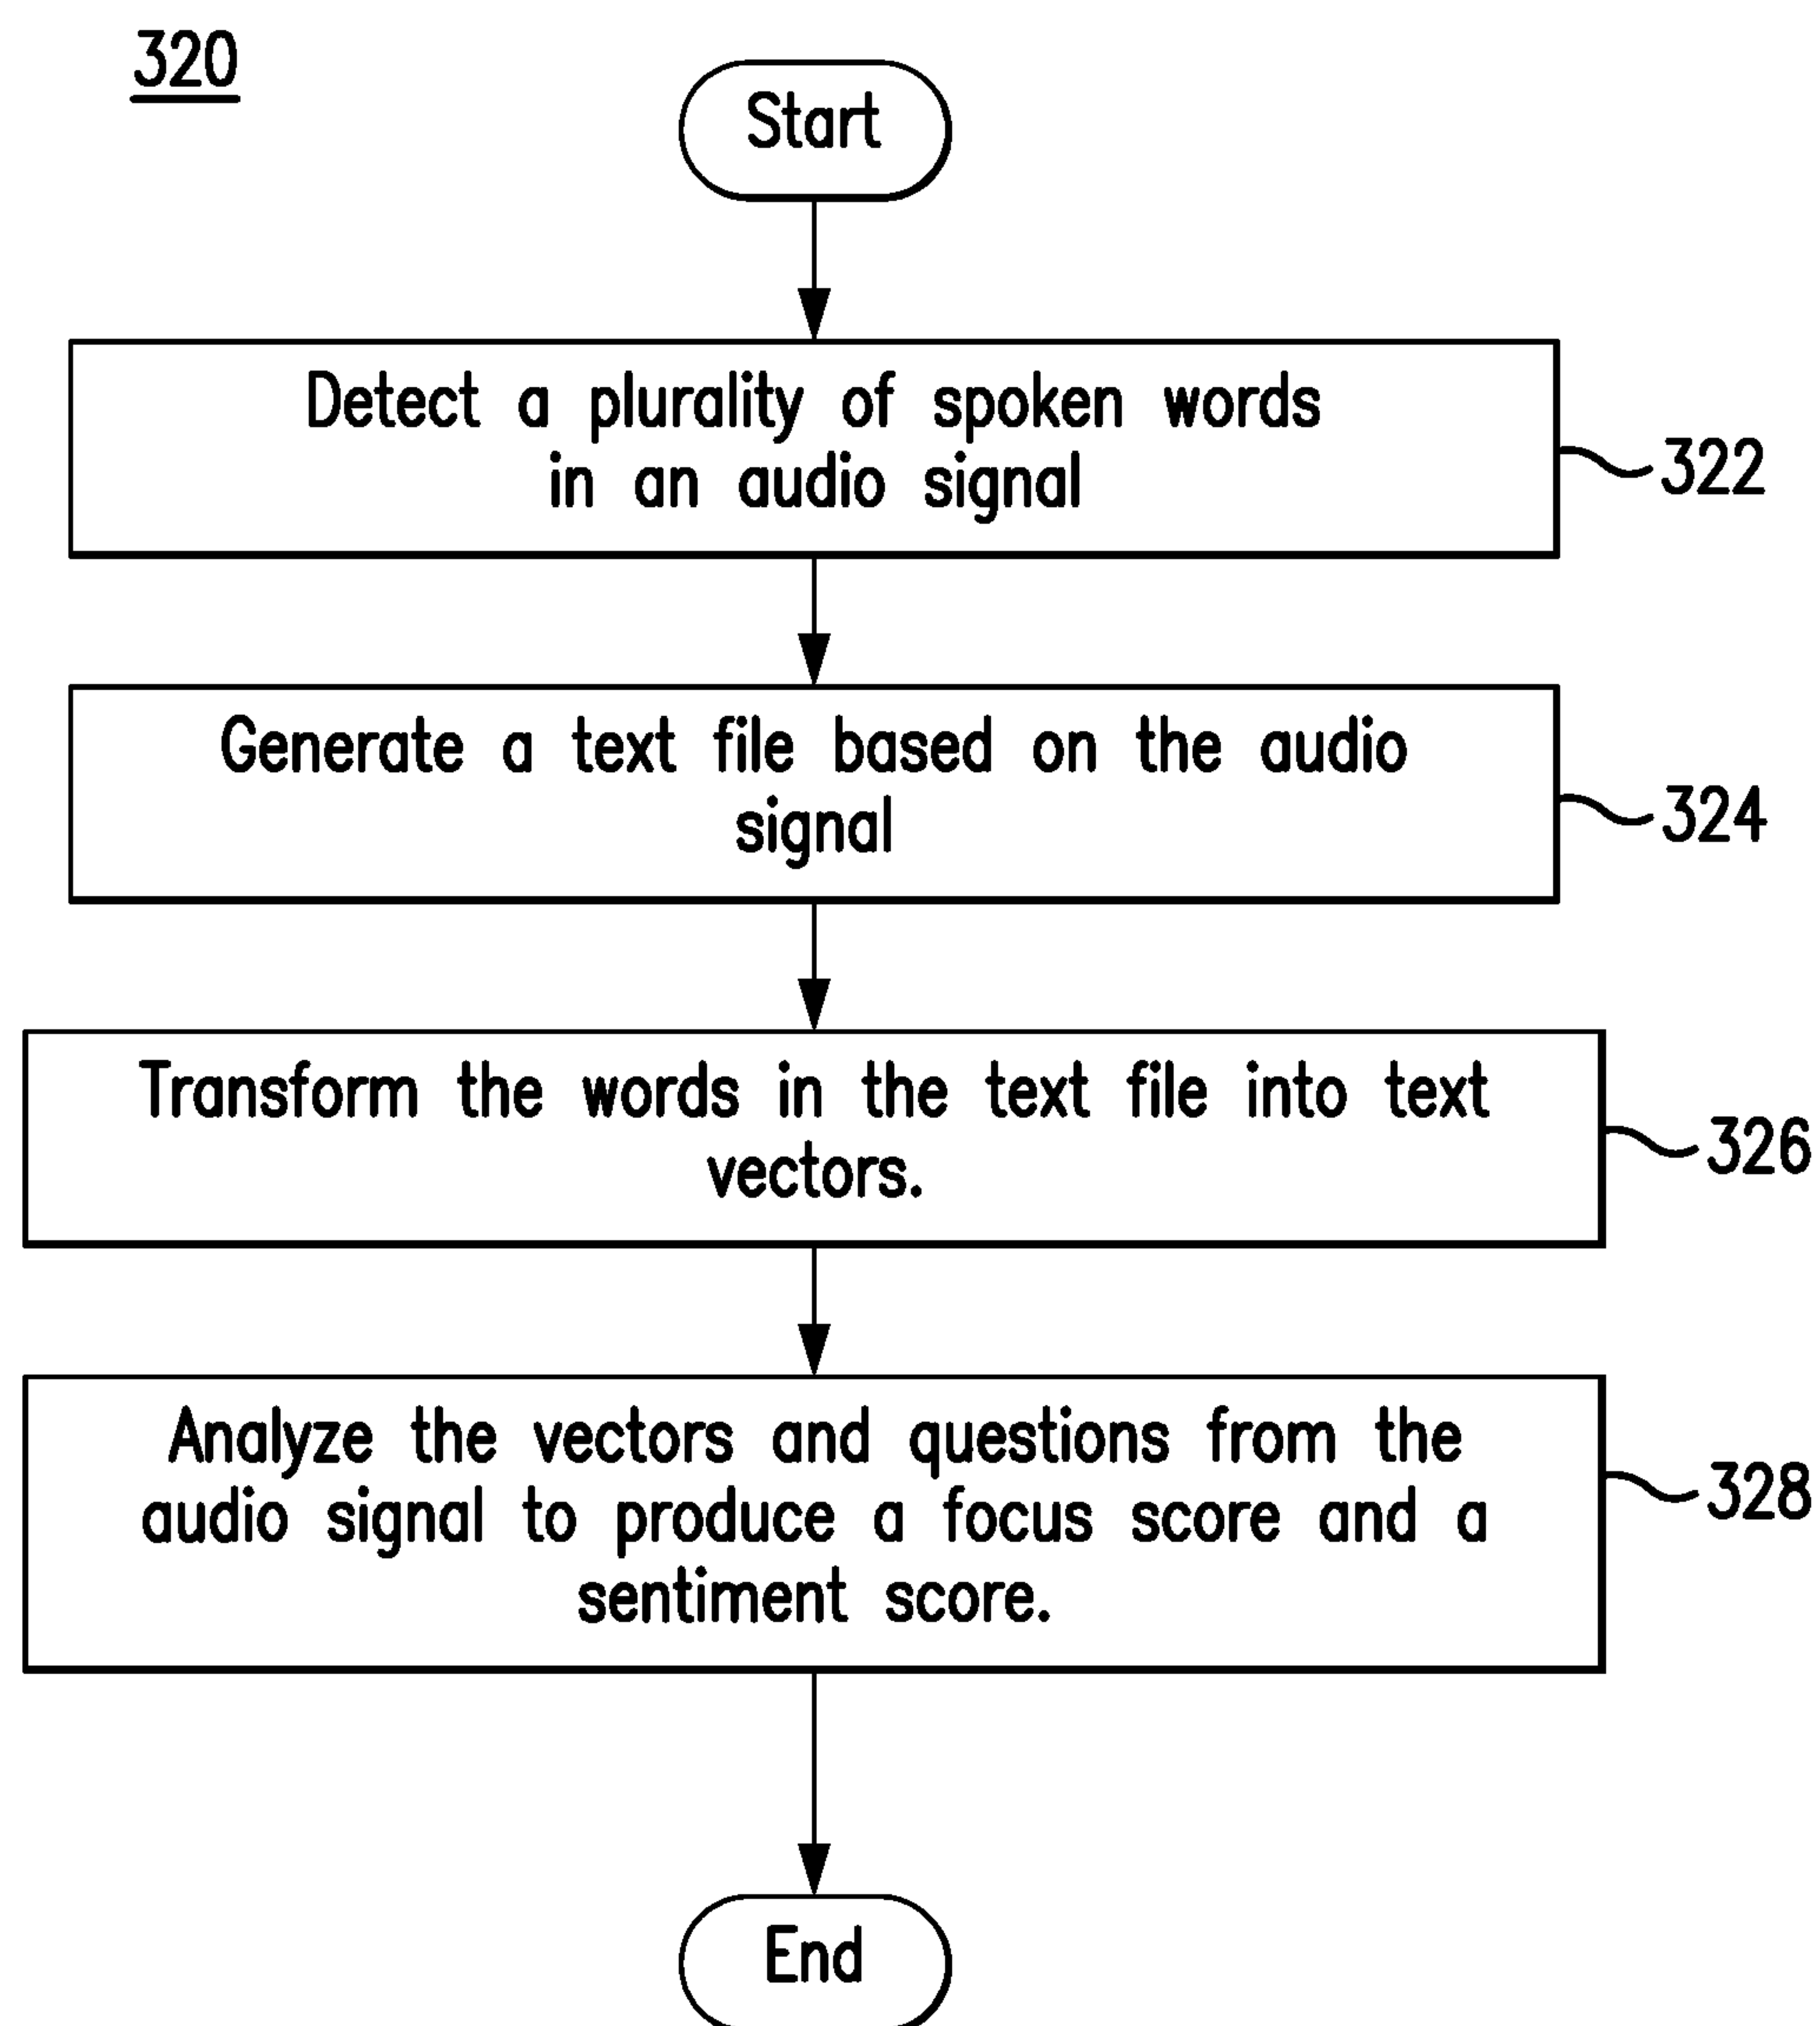 320
Start
Detect a plurality of spoken words
in an audio signal
322
Generate a text file based on the audio
signal
324
Transform the words in the text file into text
vectors.
326
Analyze the vectors and questions from the
audio signal to produce a focus score and a
sentiment score.
328
End